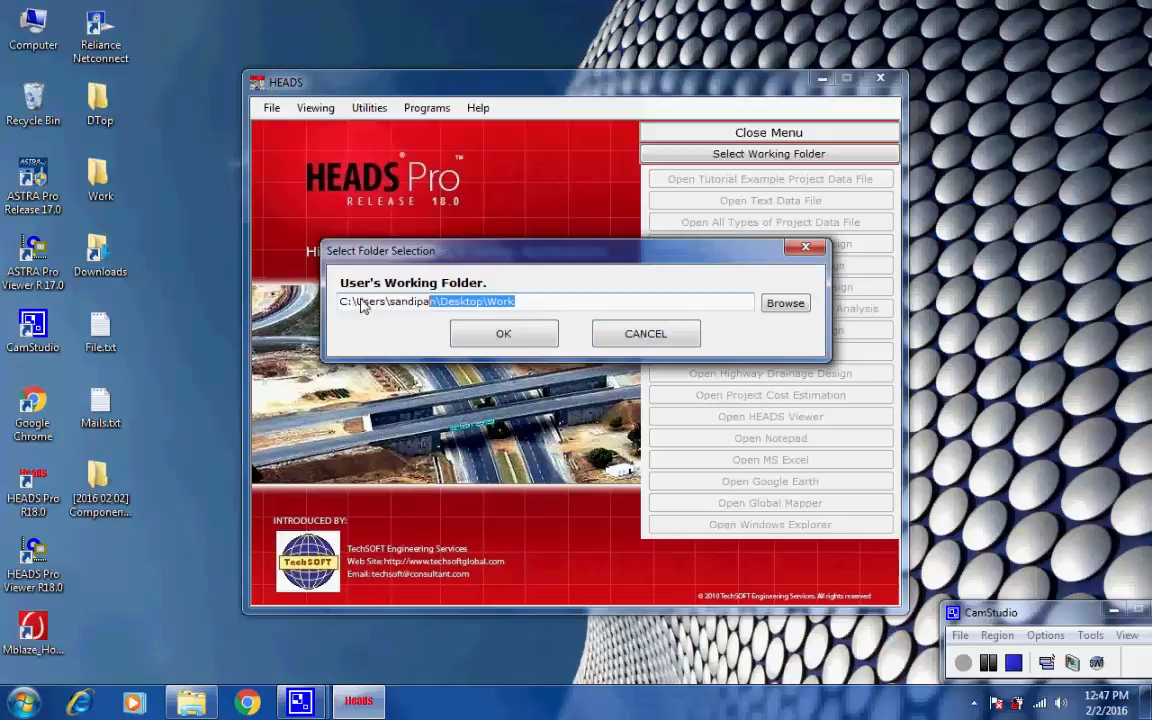 Computer
Reliance
Netconnect
Recycle Bin
DTop
ASTRA Pro
Release 17.0
Work
ASTRA Pro
Viewer R17.0
Downloads
CamStudio
File.txt
Google
Chrome
Mails.txt
Heads
HEADS Pro
R18.0
[2016 02 02]
Componen...
HEADS Pro
Viewer R18.0
Mblaze_Ho...
HEADS
File Viewing Utilities Programs Help
HEADS Pro
RELEASE 18.0
Close Menu
Select Working Folder
Open Tutorial Example Project Data File
Open Text Data File
Open All Types of Project Data File
Select Folder Selection
User's Working Folder.
C:\Users\sandipan\Desktop\Work
Browse
OK
CANCEL
Analysis
Open Highway Drainage Design
Open Project Cost Estimation
Open HEADS Viewer
Open Notepad
Open MS Excel
Open Google Earth
Open Global Mapper
Open Windows Explorer
INTRODUCED BY:
TechSOFT
TechSOFT Engineering Services
Web Site:http://www.techsoftglobal.com
Email: techsoft@consultant.com
© 2010 TechSOFT Engineering Services. All rights reserved
CamStudio
File Region Options Tools View
Heads
12:47 PM
2/2/2016